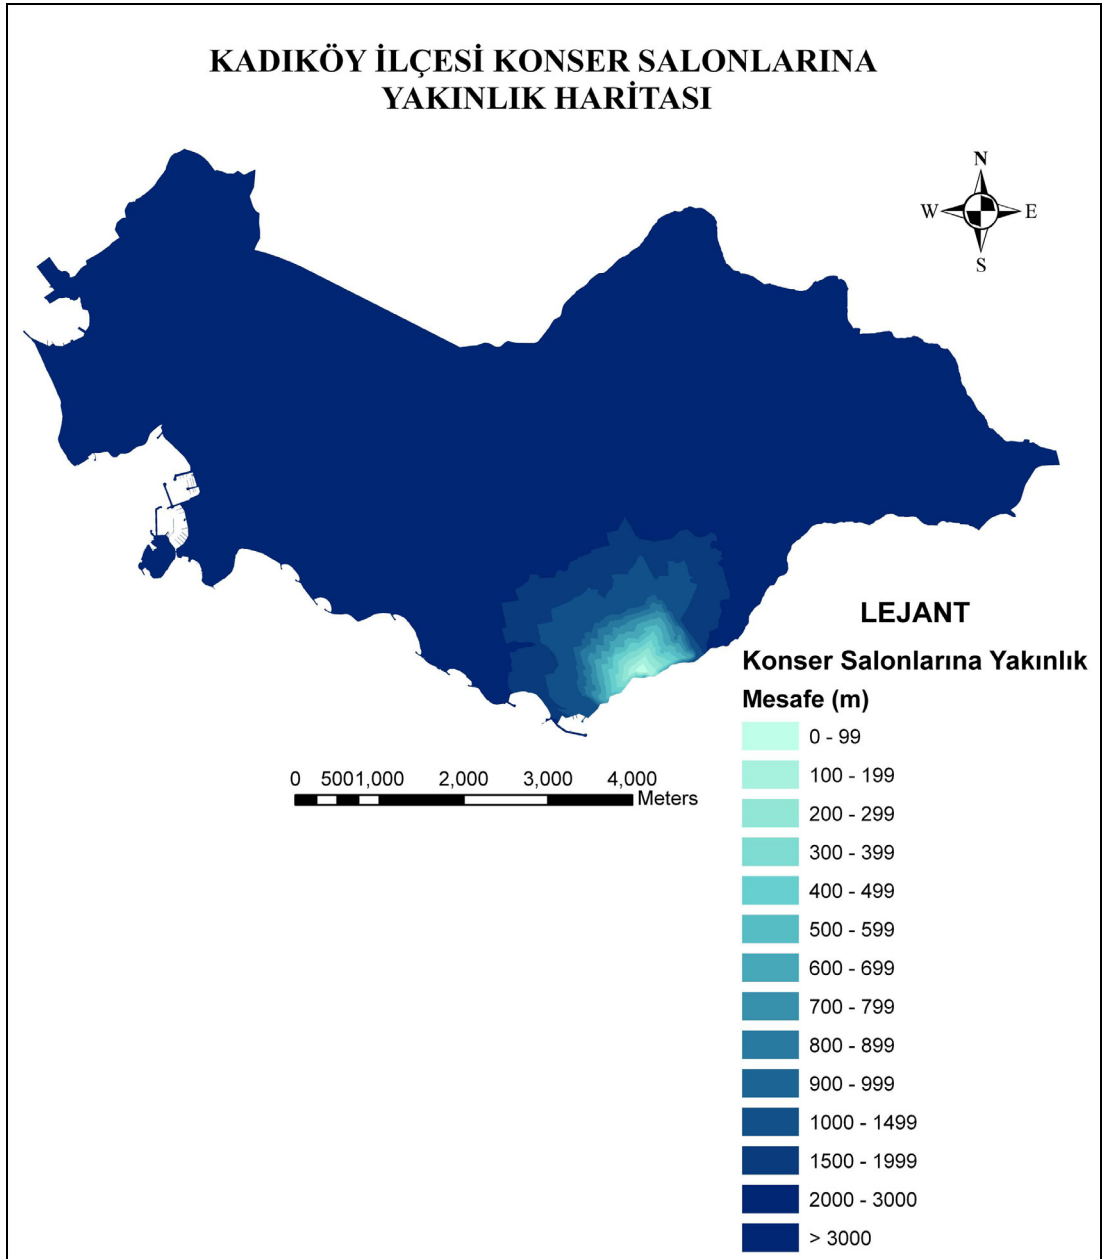 KADIKÖY İLÇESİ KONSER SALONLARINA
YAKINLIK HARİTASI
N
W E
S
LEJANT
Konser Salonlarına Yakınlık
Mesafe (m)
0 - 99
100 - 199
200 - 299
300 - 399
400 - 499
500 - 599
600 - 699
700 - 799
800 - 899
900 - 999
1000 - 1499
1500 - 1999
2000 - 3000
> 3000
0 500 1,000 2,000 3,000 4,000
Meters